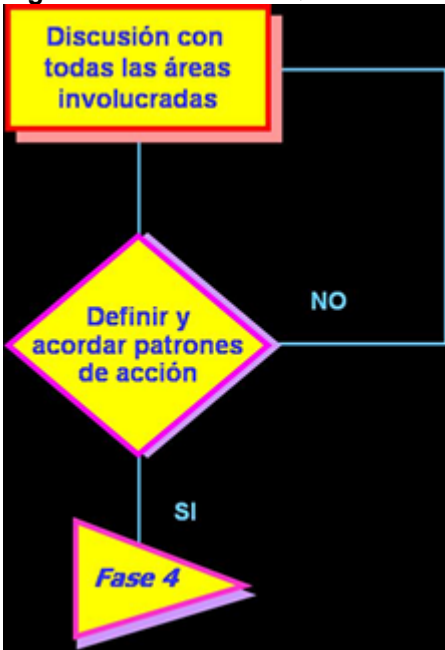 Discusión con
todas las áreas
involucradas
NO
Definir y
acordar patrones
de acción
SI
Fase 4